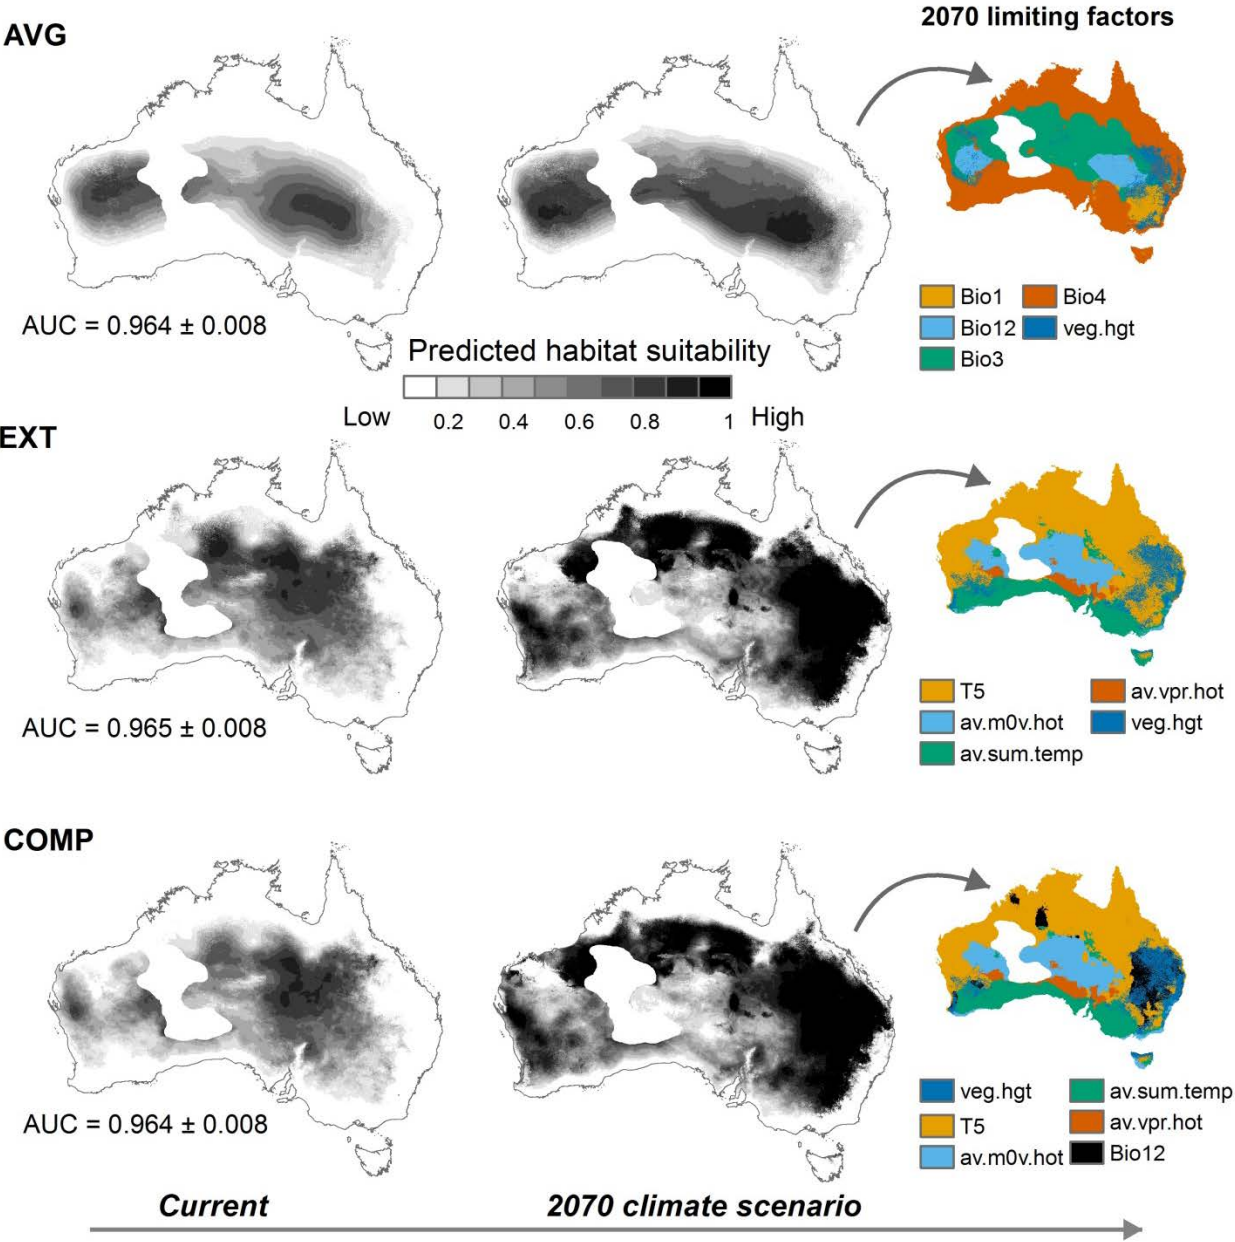 AVG
2070 limiting factors
AUC = 0.964 ± 0.008
Bio1 Bio4
Bio12 veg.hgt
Bio3
Predicted habitat suitability
Low 0.2 0.4 0.6 0.8 1 High
EXT
AUC = 0.965 ± 0.008
T5 av.vpr.hot
av.m0v.hot veg.hgt
av.sum.temp
COMP
AUC = 0.964 ± 0.008
veg.hgt av.sum.temp
T5 av.vpr.hot
av.m0v.hot Bio12
Current 2070 climate scenario